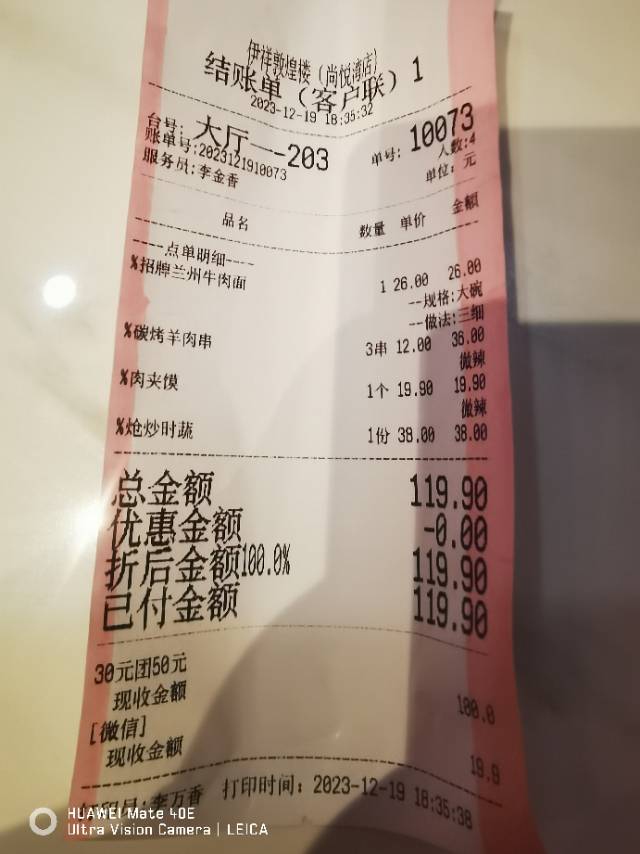 伊祥敦煌楼（尚悦湾店）
结账单（客户联）1
2023-12-19 18:35:32
台号: 大厅---203 单号: 10073
账单号:2023121910073 人数:4
服务员:李金香 单位: 元
品名 数量 单价 金额
----点单明细----
%招牌兰州牛肉面 1 26.00 26.00
--规格:大碗
--做法:三细
%碳烤羊肉串 3串 12.00 36.00
微辣
%肉夹馍 1个 19.90 19.90
微辣
%炝炒时蔬 1份 38.00 38.00
总金额 119.90
优惠金额 -0.00
折后金额100.0% 119.90
已付金额 119.90
30元团50元
现收金额 100.0
[微信]
现收金额 19.9
打印员:李万香 打印时间: 2023-12-19 18:35:38
HUAWEI Mate 40E
Ultra Vision Camera | LEICA